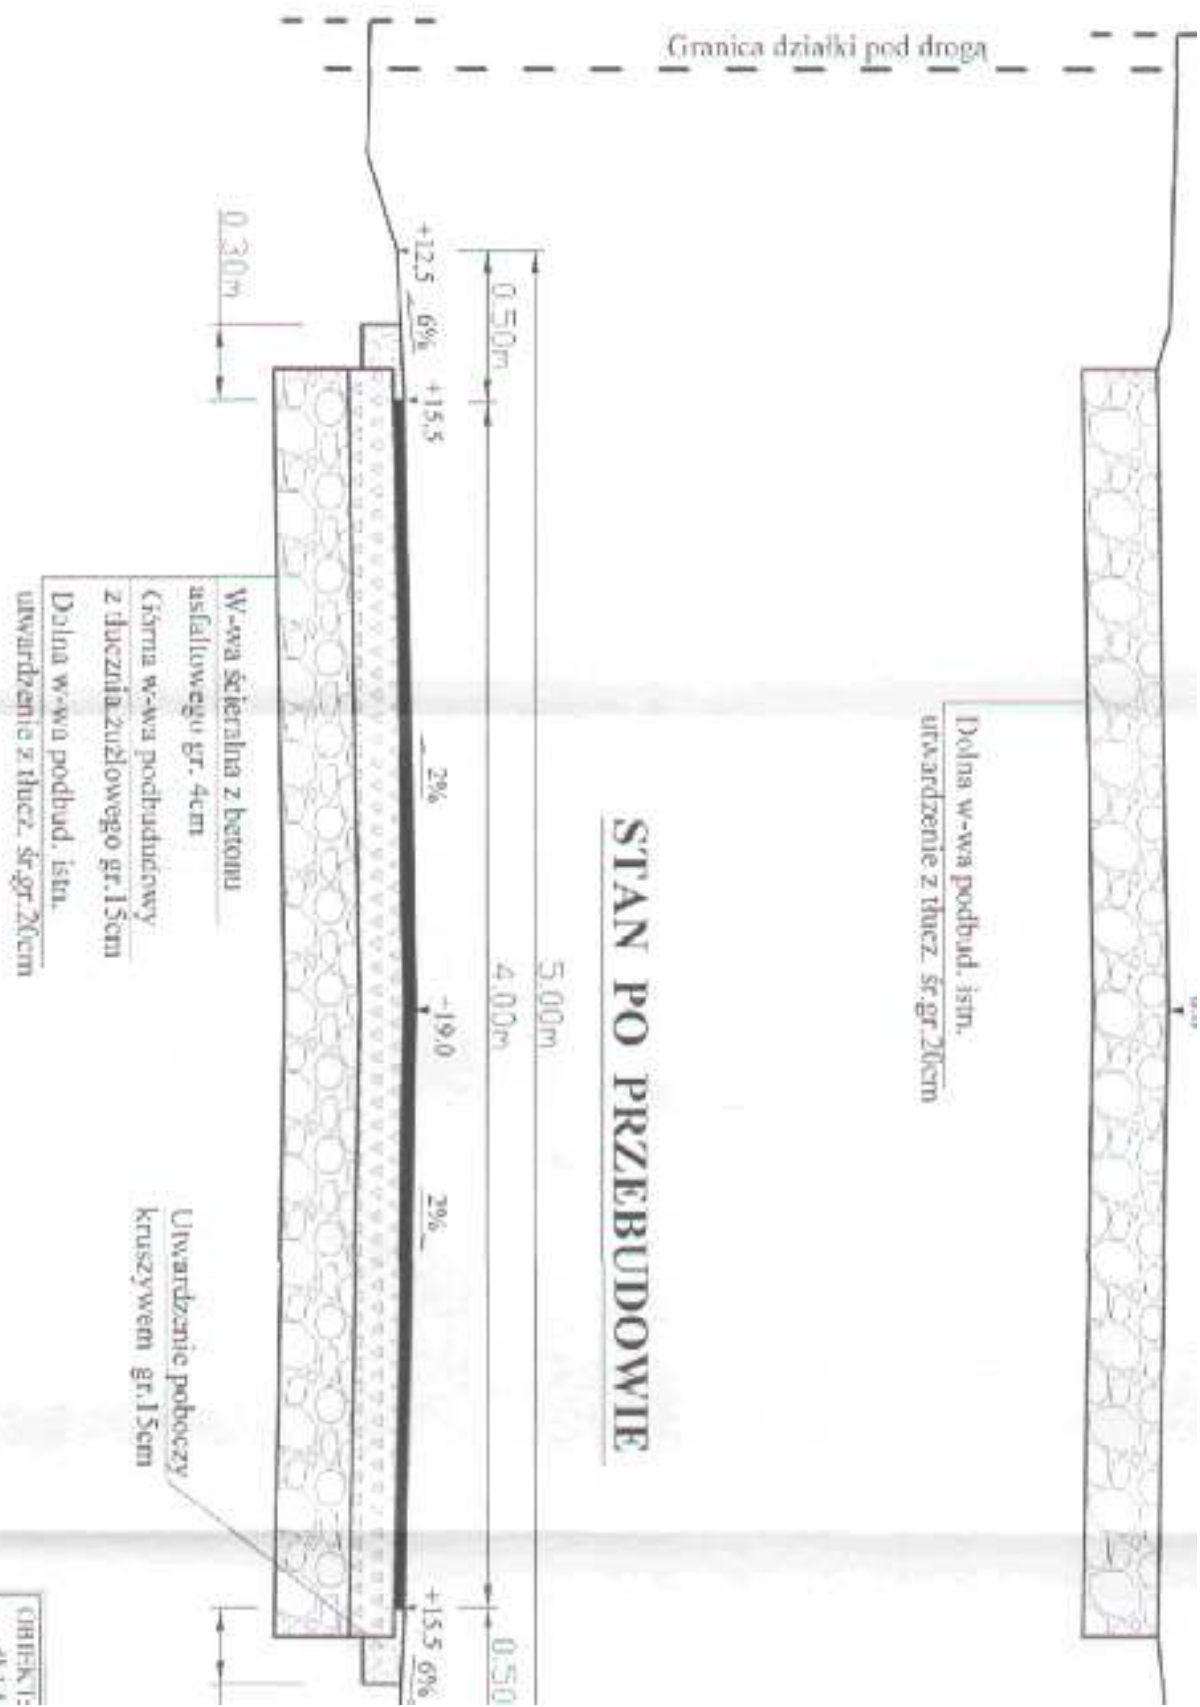 Granica działki pod drogą
Dolna w-wa podbud. istn.
utwardzenie z tłucz. śr.gr.20cm
STAN PO PRZEBUDOWIE
5.00m
4.00m
0.50m
0.50
+12,5
6%
+15,5
2%
+19.0
2%
+15.5
6%
0.30m
W-wa ścieralna z betonu
asfaltowego gr. 4cm
Górna w-wa podbudowy
z tłucznia żużlowego gr.15cm
Dolna w-wa podbud. istn.
utwardzenie z tłucz. śr.gr.20cm
Utwardzenie poboczy
kruszywem gr.15cm
OBIEKT: